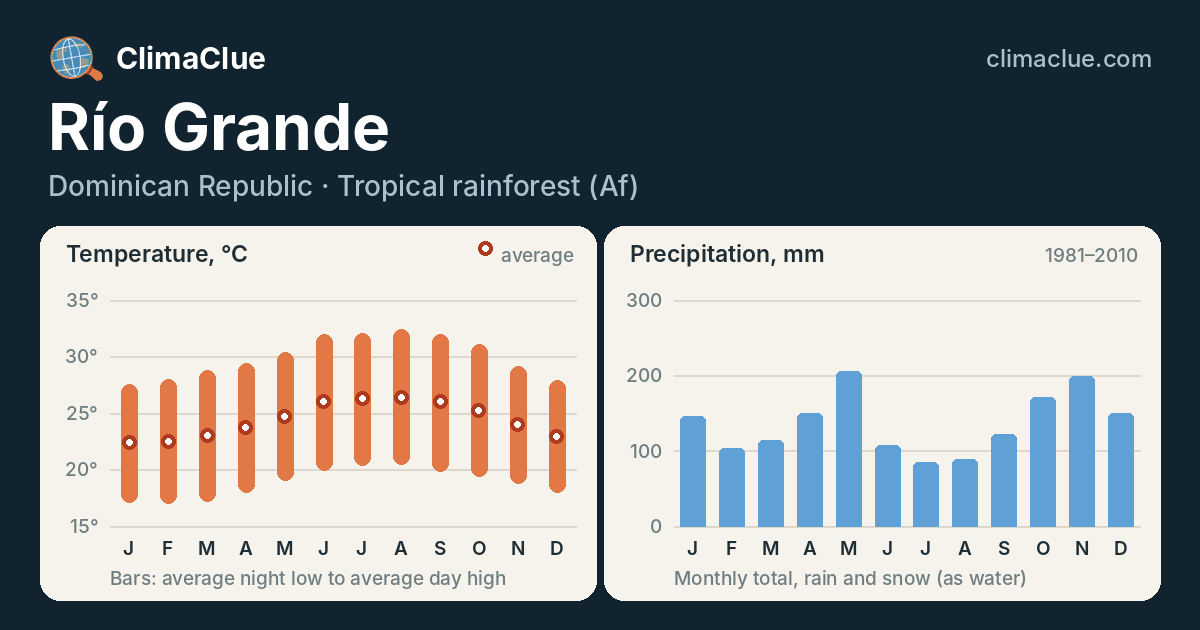 ClimaClue
climaclue.com
Río Grande
Dominican Republic · Tropical rainforest (Af)
Temperature, °C
average
35°
30°
25°
20°
15°
J F M A M J J A S O N D
Bars: average night low to average day high
Precipitation, mm
1981–2010
300
200
100
0
J F M A M J J A S O N D
Monthly total, rain and snow (as water)